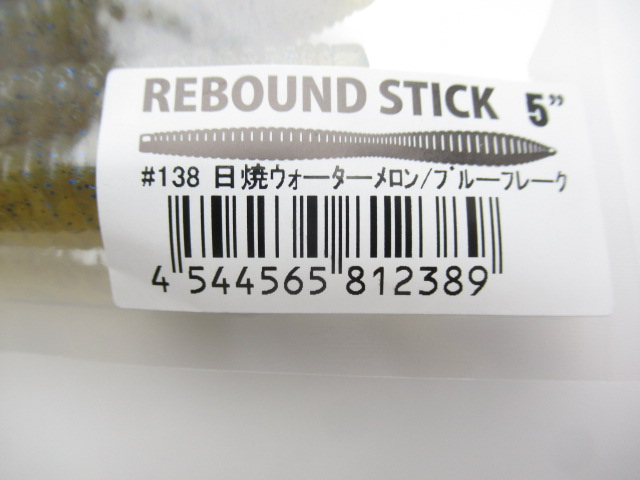 REBOUND STICK 5”
#138 日焼ウォーターメロン/ブルーフレーク
4 544565 812389